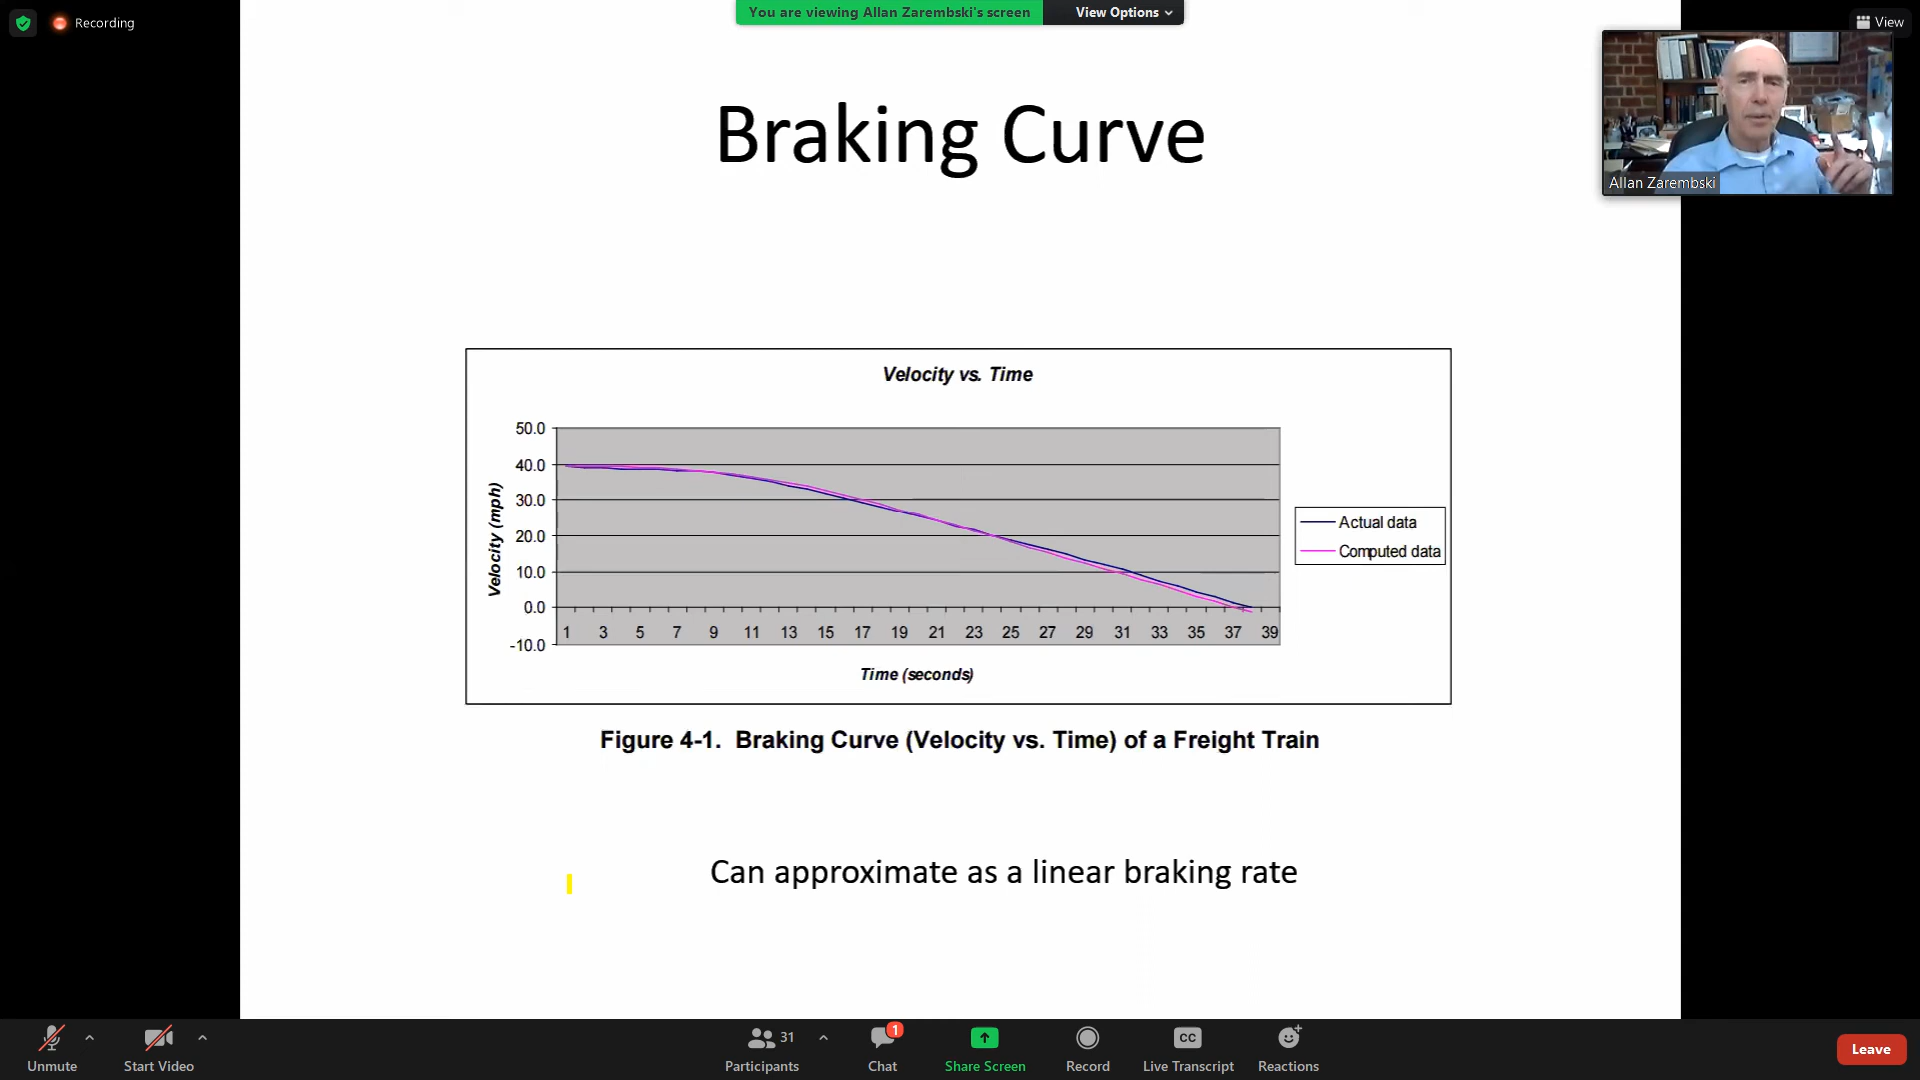 Recording
You are viewing Allan Zarembski's screen
View Options
View
Allan Zarembski
Braking Curve
Velocity vs. Time
Velocity (mph)
50.0
40.0
30.0
20.0
10.0
0.0
-10.0
1 3 5 7 9 11 13 15 17 19 21 23 25 27 29 31 33 35 37 39
Time (seconds)
Actual data
Computed data
Figure 4-1. Braking Curve (Velocity vs. Time) of a Freight Train
Can approximate as a linear braking rate
Unmute
Start Video
31
Participants
1
Chat
Share Screen
Record
CC
Live Transcript
Reactions
Leave